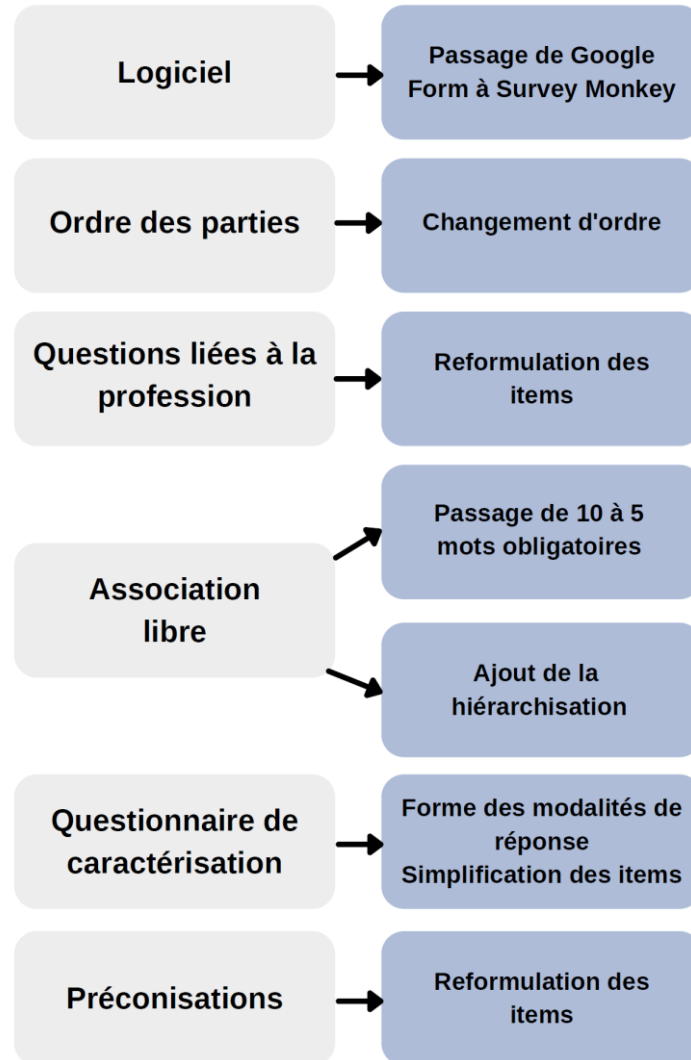 Logiciel
Passage de Google
Form à Survey Monkey
Ordre des parties
Changement d'ordre
Questions liées à la
profession
Reformulation des
items
Association
libre
Passage de 10 à 5
mots obligatoires
Ajout de la
hiérarchisation
Questionnaire de
caractérisation
Forme des modalités de
réponse
Simplification des items
Préconisations
Reformulation des
items